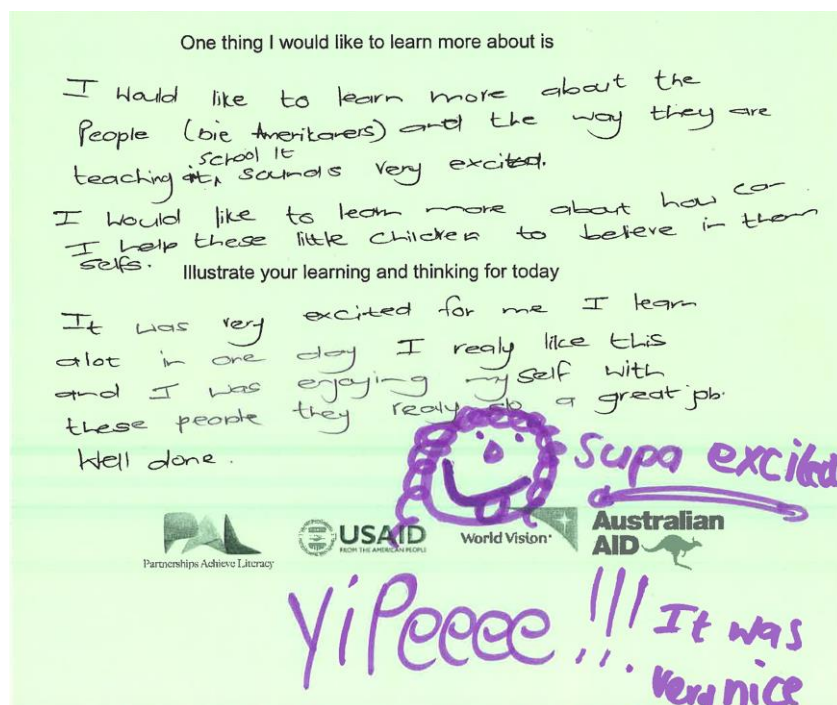 One thing I would like to learn more about is
I would like to learn more about the
People (die Amerikaners) and the way they are
school It
teaching it, sounds very excited.
I would like to learn more about how ca-
I help these little children to believe in them
selfs.
Illustrate your learning and thinking for today
It was very excited for me I learn
alot in one day I realy like this
and I was enjoying myself with
these people they realy do a great job.
Well done.
supa excited
PAL
Partnerships Achieve Literacy
USAID
FROM THE AMERICAN PEOPLE
World Vision
Australian
AID
Yipeeeee !!!
It was
very nice